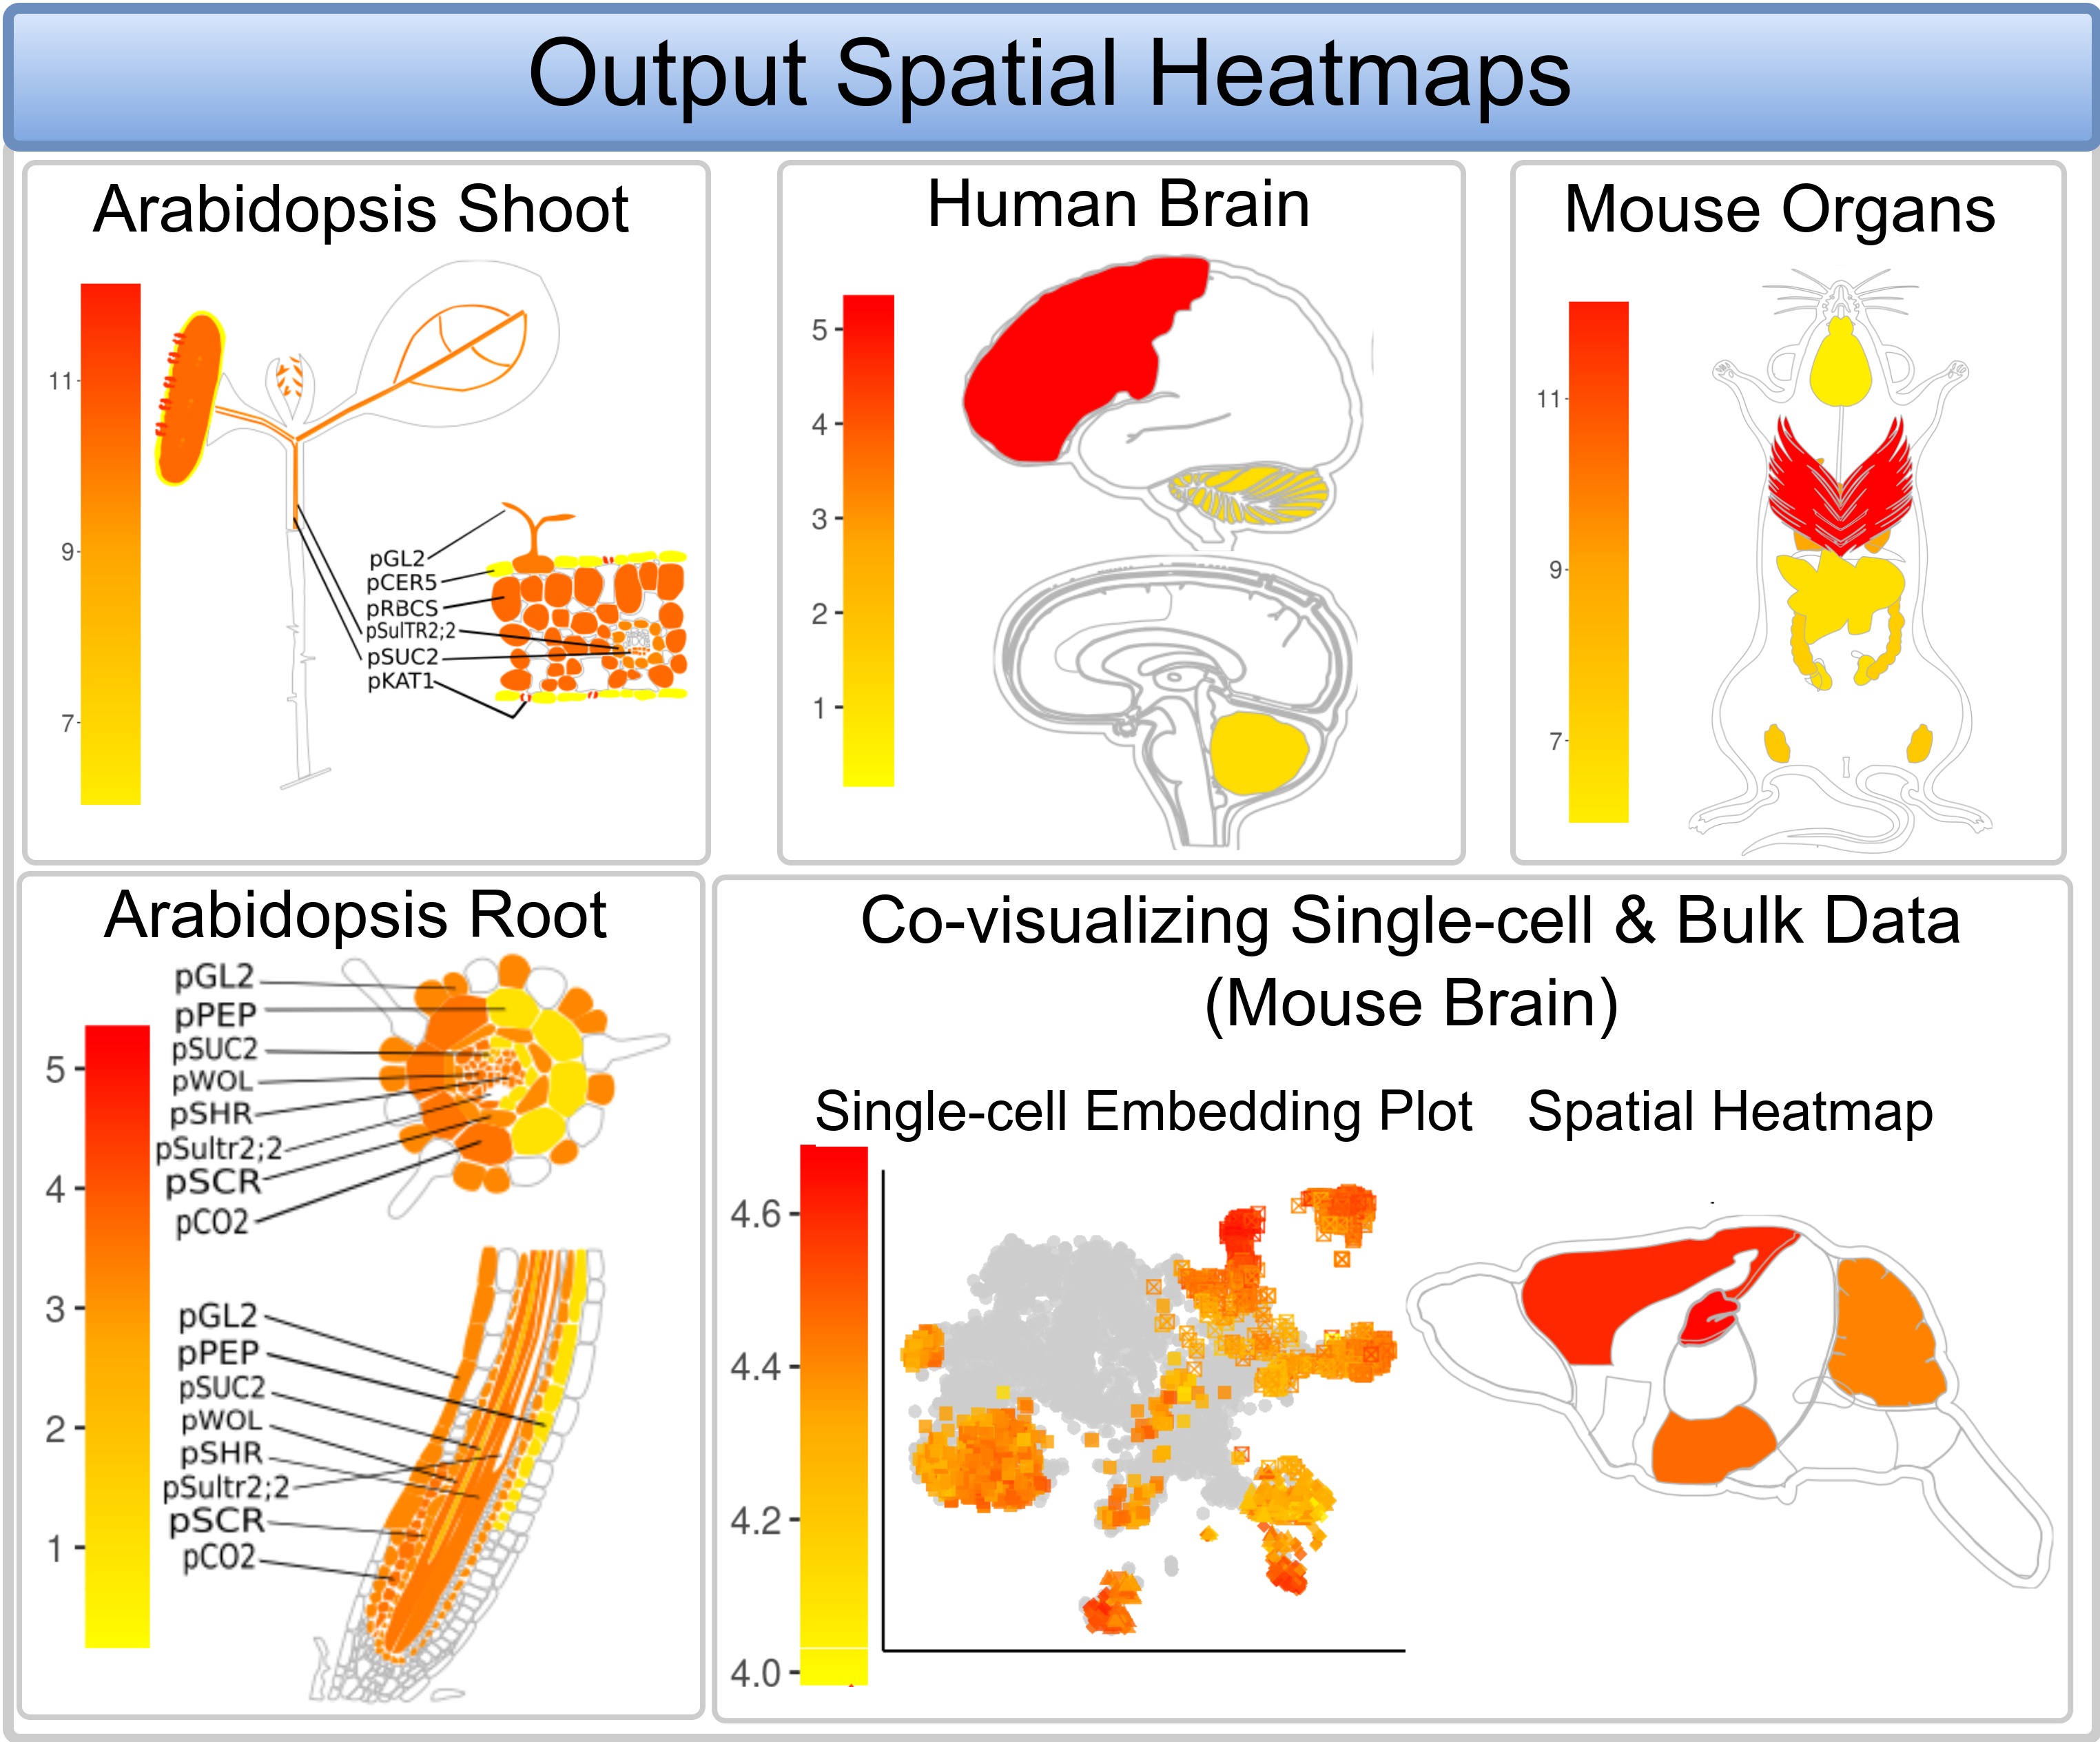 Output Spatial Heatmaps
Arabidopsis Shoot
11
9
7
pGL2
pCER5
pRBCS
pSulTR2;2
pSUC2
pKAT1
Human Brain
5
4
3
2
1
Mouse Organs
11
9
7
Arabidopsis Root
5
4
3
2
1
pGL2
pPEP
pSUC2
pWOL
pSHR
pSultr2;2
pSCR
pCO2
pGL2
pPEP
pSUC2
pWOL
pSHR
pSultr2;2
pSCR
pCO2
Co-visualizing Single-cell & Bulk Data
(Mouse Brain)
Single-cell Embedding Plot
4.6
4.4
4.2
4.0
Spatial Heatmap